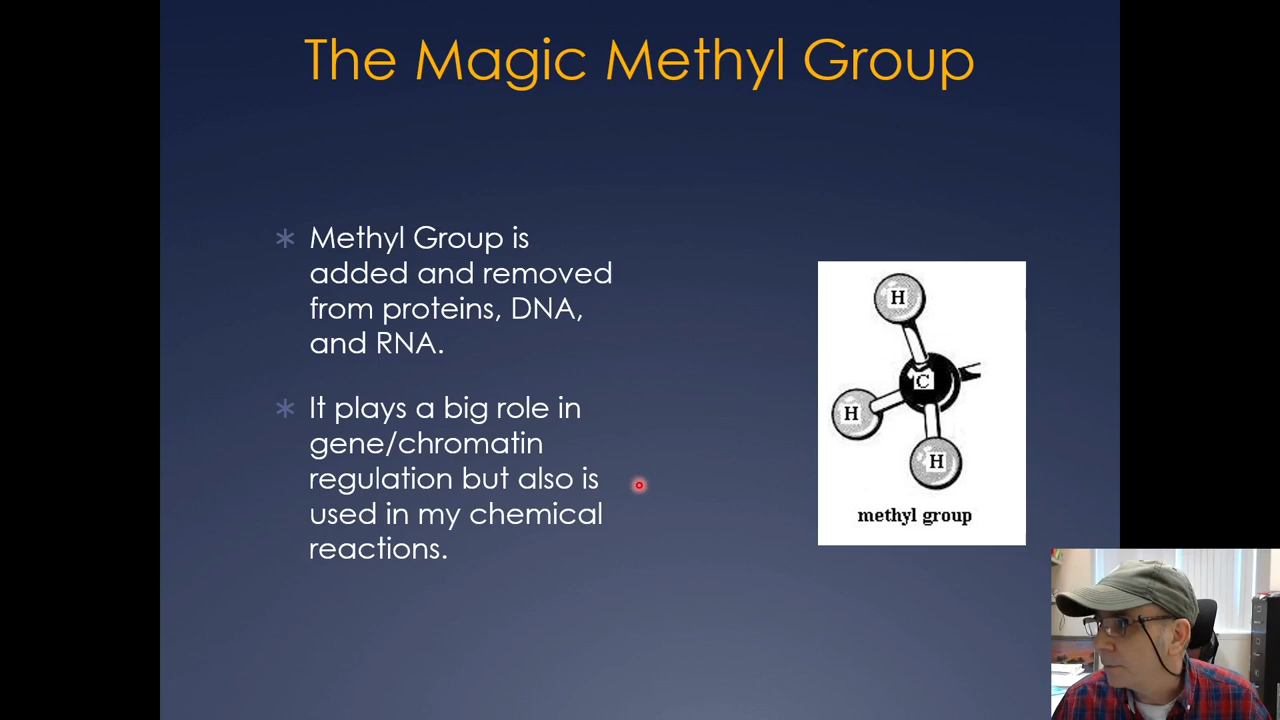 The Magic Methyl Group
* Methyl Group is
added and removed
from proteins, DNA,
and RNA.
* It plays a big role in
gene/chromatin
regulation but also is
used in my chemical
reactions.
H
C
H
H
methyl group